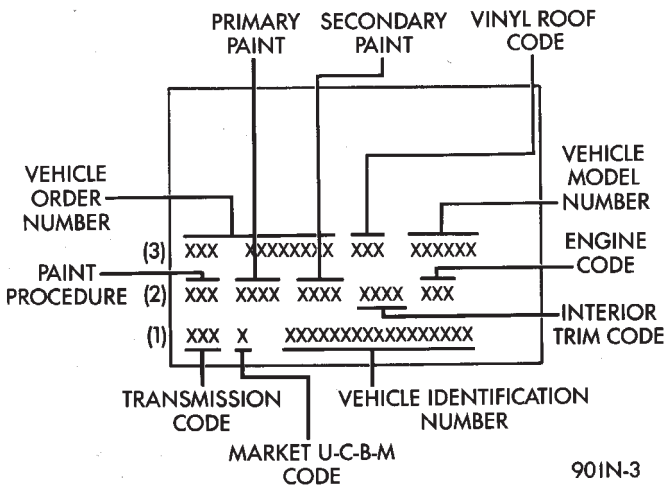 PRIMARY PAINT
SECONDARY PAINT
VINYL ROOF CODE
VEHICLE ORDER NUMBER
VEHICLE MODEL NUMBER
(3) XXX XXXXXXXX XXX XXXXXX
ENGINE CODE
PAINT PROCEDURE
(2) XXX XXXX XXXX XXXX XXX
INTERIOR TRIM CODE
(1) XXX X XXXXXXXXXXXXXXXXX
TRANSMISSION CODE
VEHICLE IDENTIFICATION NUMBER
MARKET U-C-B-M CODE
901N-3